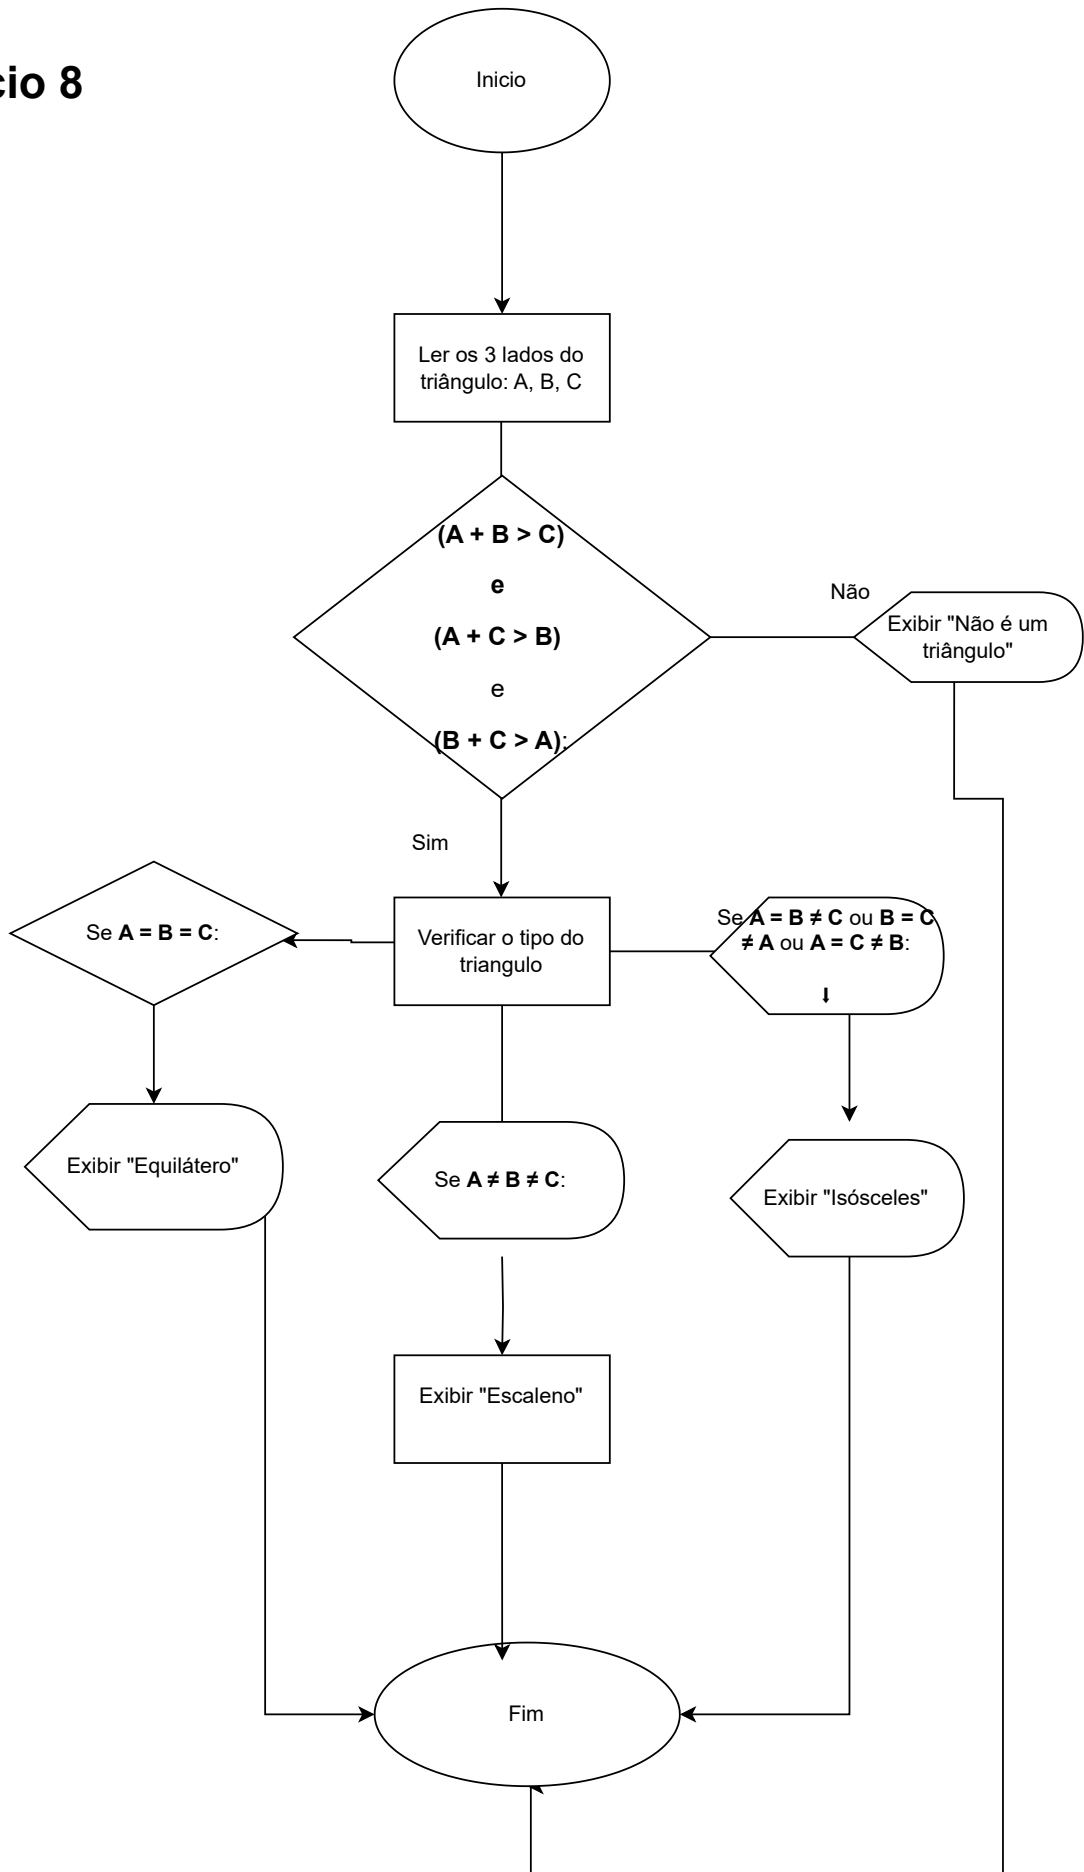 cio 8
Inicio
Ler os 3 lados do
triângulo: A, B, C
(A + B > C)
e
(A + C > B)
e
(B + C > A):
Não
Exibir "Não é um
triângulo"
Sim
Se A = B = C:
Verificar o tipo do
triangulo
Se A = B ≠ C ou B = C
≠ A ou A = C ≠ B:
Exibir "Equilátero"
Se A ≠ B ≠ C:
Exibir "Isósceles"
Exibir "Escaleno"
Fim